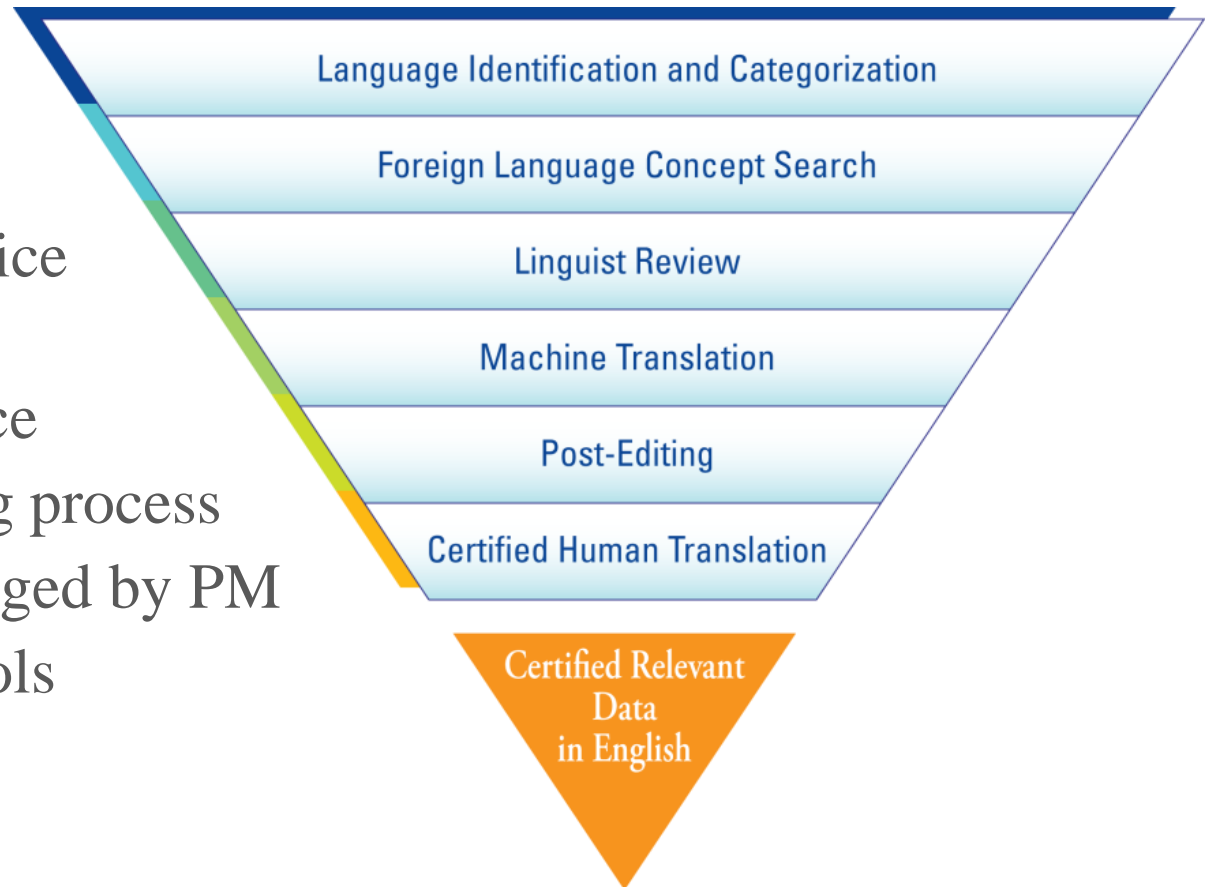 Language Identification and Categorization
Foreign Language Concept Search
ice
Linguist Review
Machine Translation
ce
Post-Editing
g process
Certified Human Translation
ged by PM
ols
Certified Relevant
Data
in English